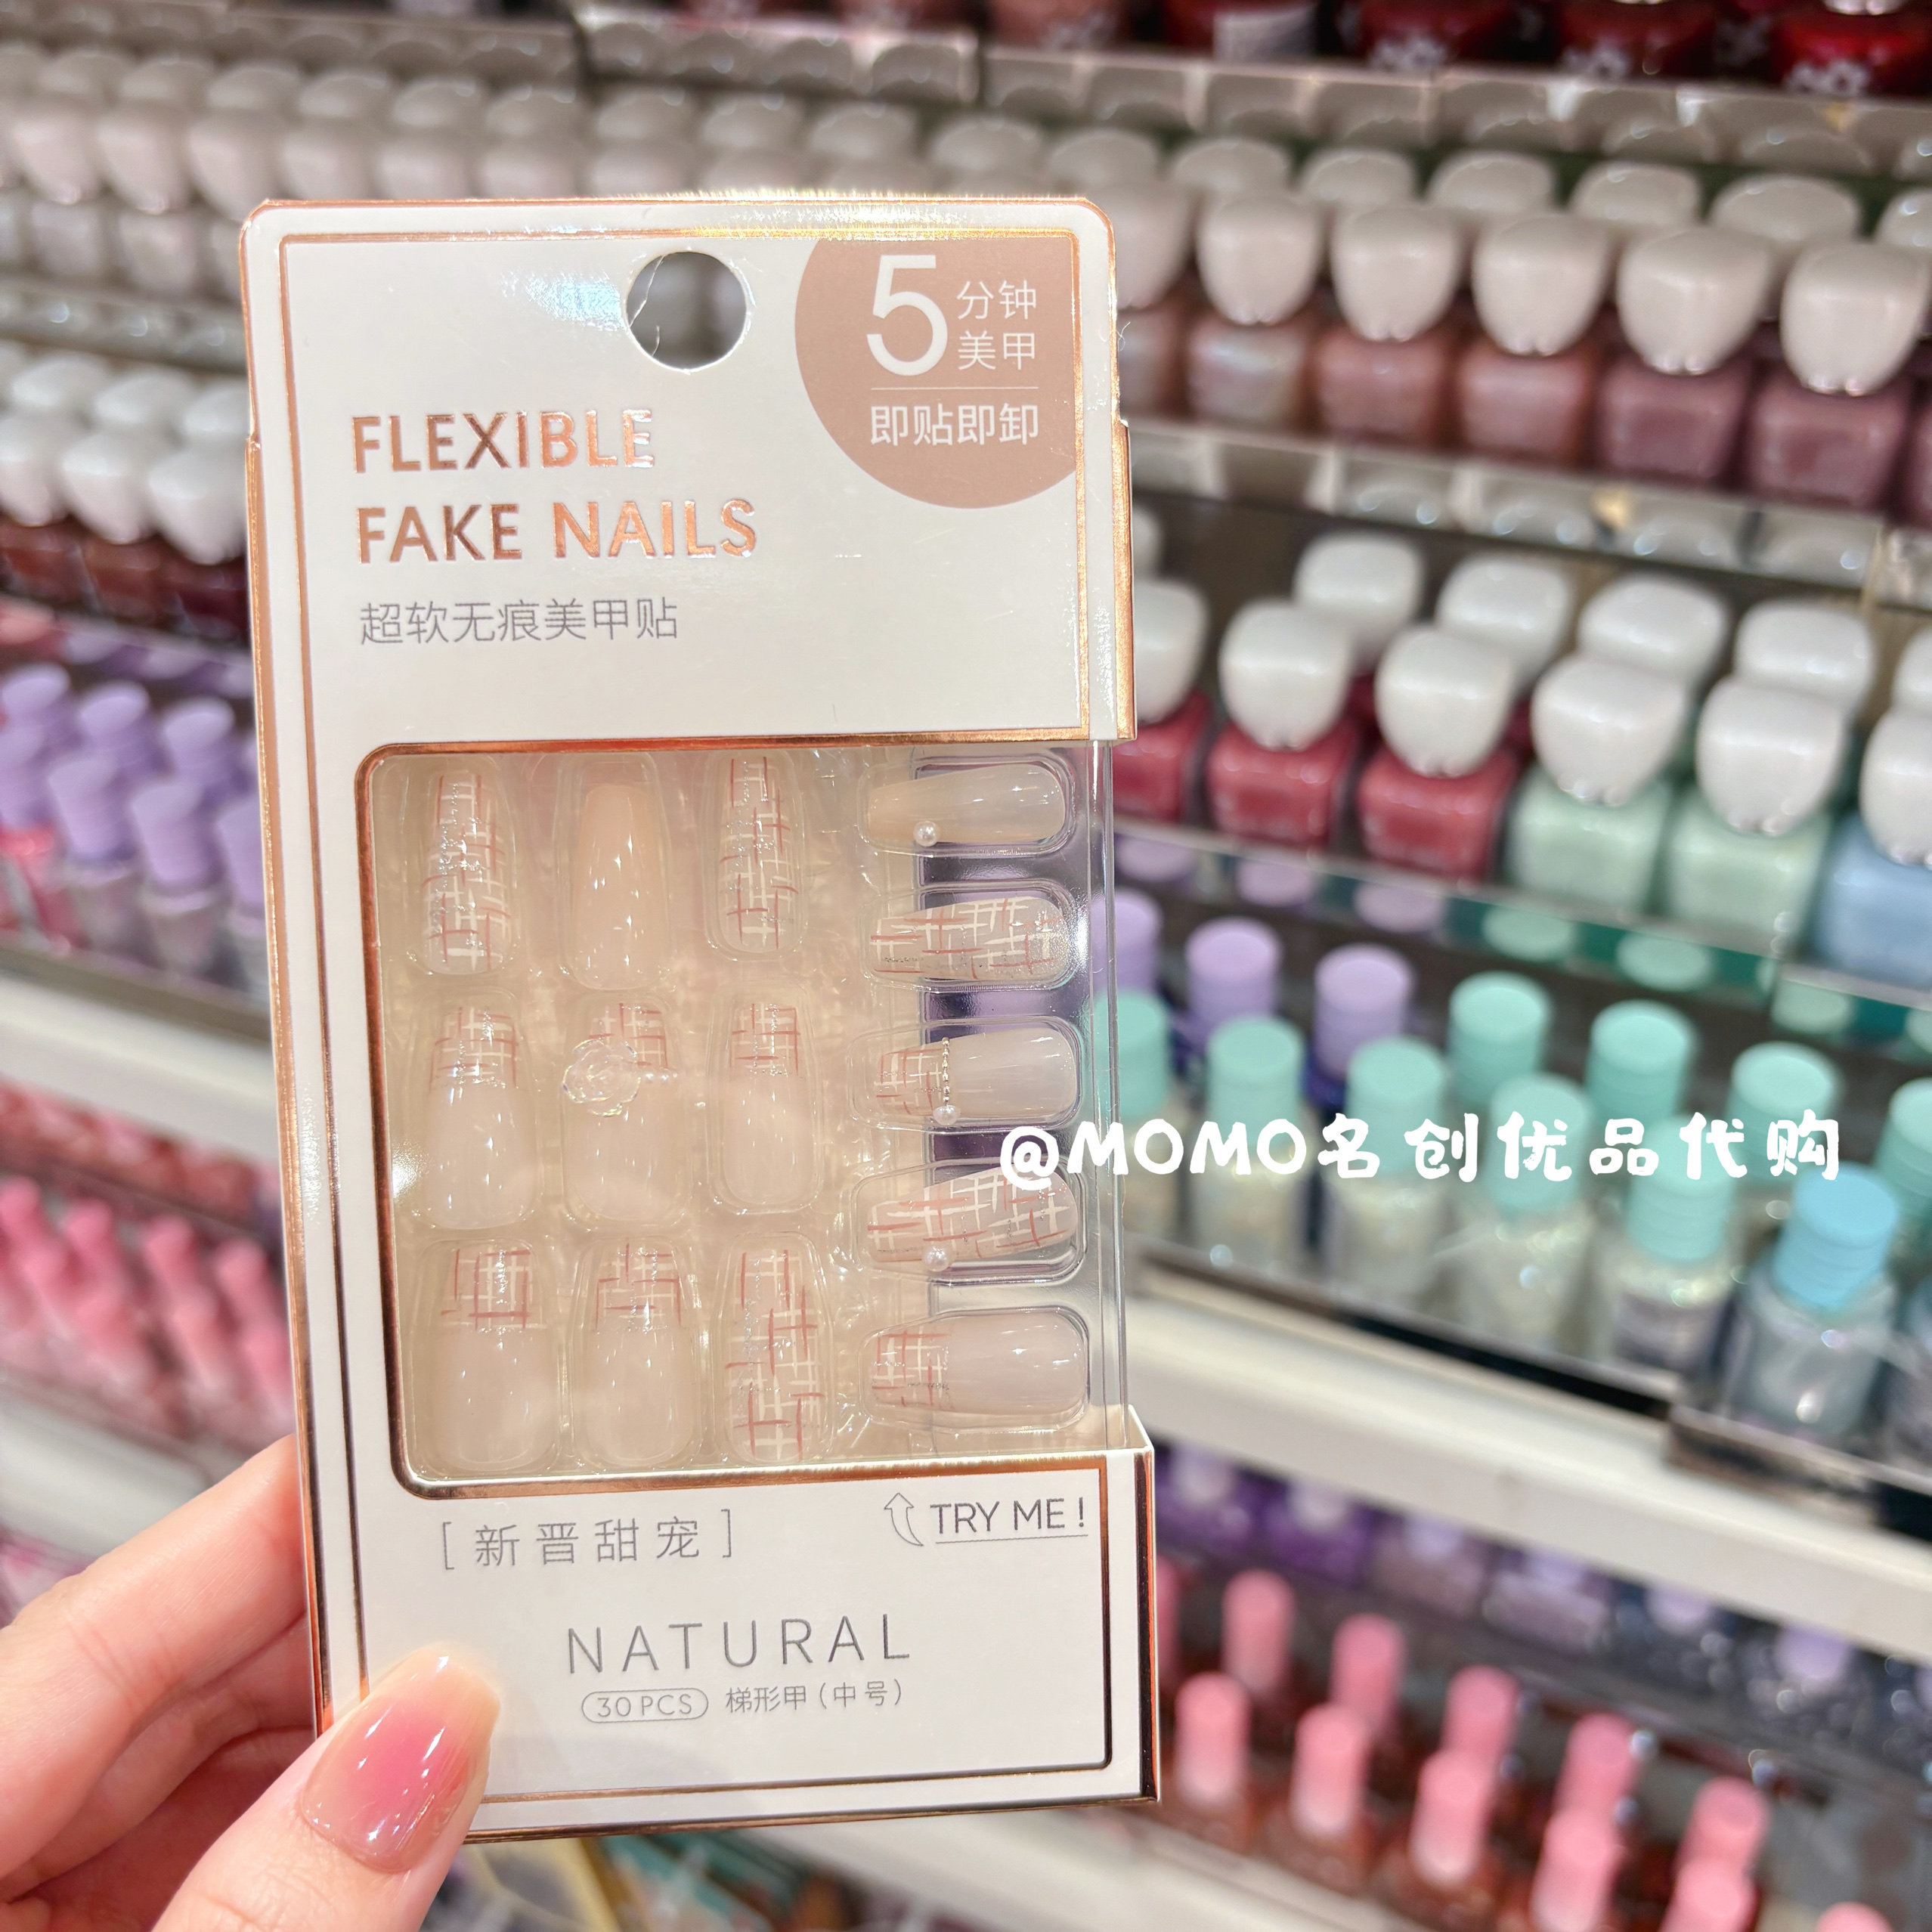 5分钟
美甲
即贴即卸
FLEXIBLE
FAKE NAILS
超软无痕美甲贴
@MOMO名创优品代购
[新晋甜宠]
TRY ME!
NATURAL
30 PCS 梯形甲(中号)